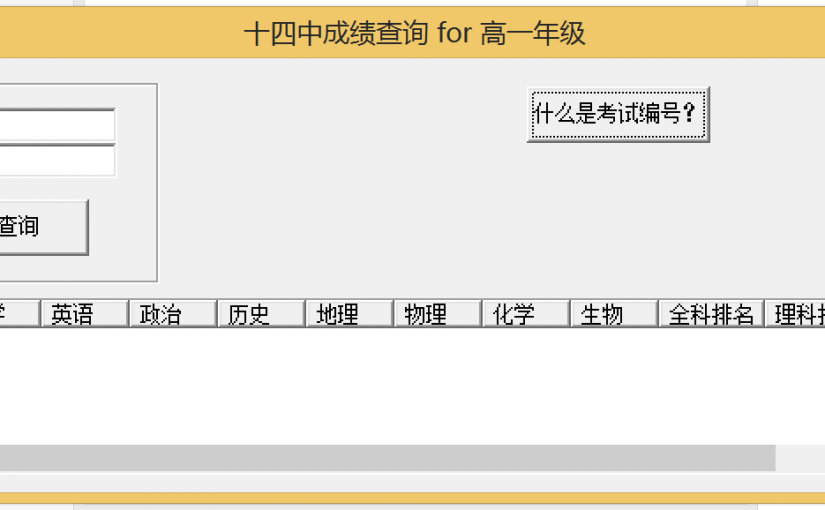 十四中成绩查询 for 高一年级
什么是考试编号?
查询
英语 政治 历史 地理 物理 化学 生物 全科排名 理科